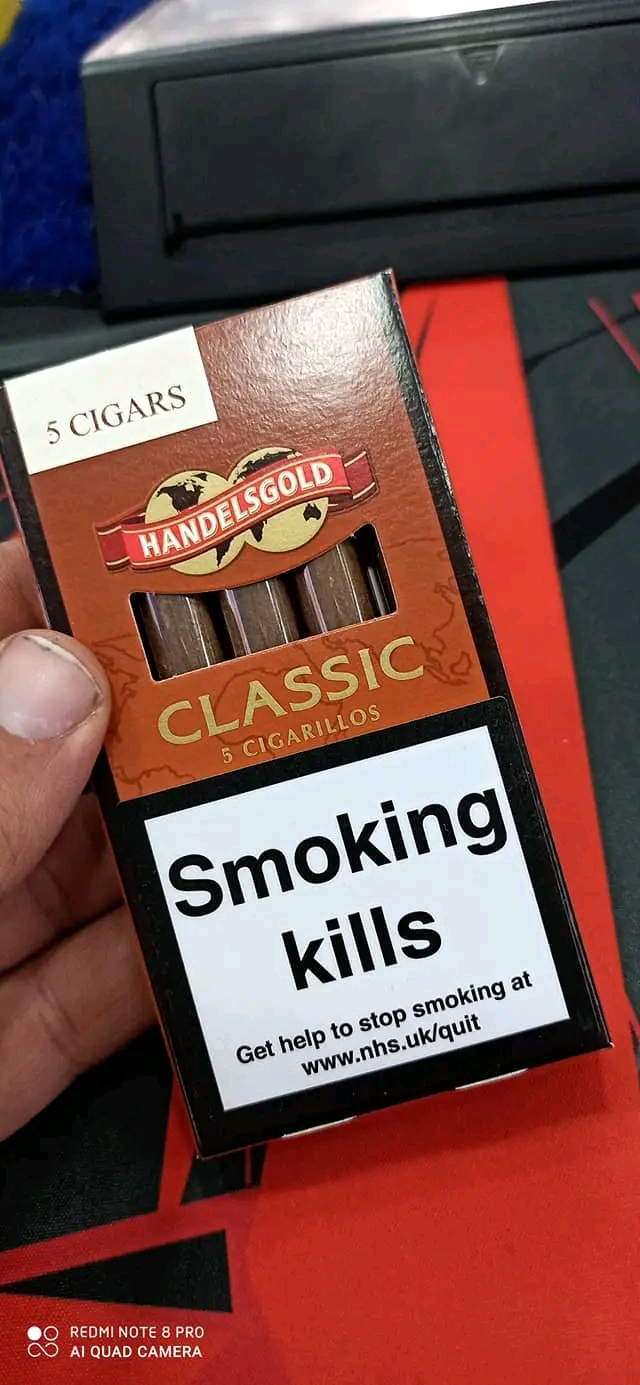 5 CIGARS
HANDELSGOLD
CLASSIC
5 CIGARILLOS
Smoking
kills
Get help to stop smoking at
www.nhs.uk/quit
REDMI NOTE 8 PRO
AI QUAD CAMERA